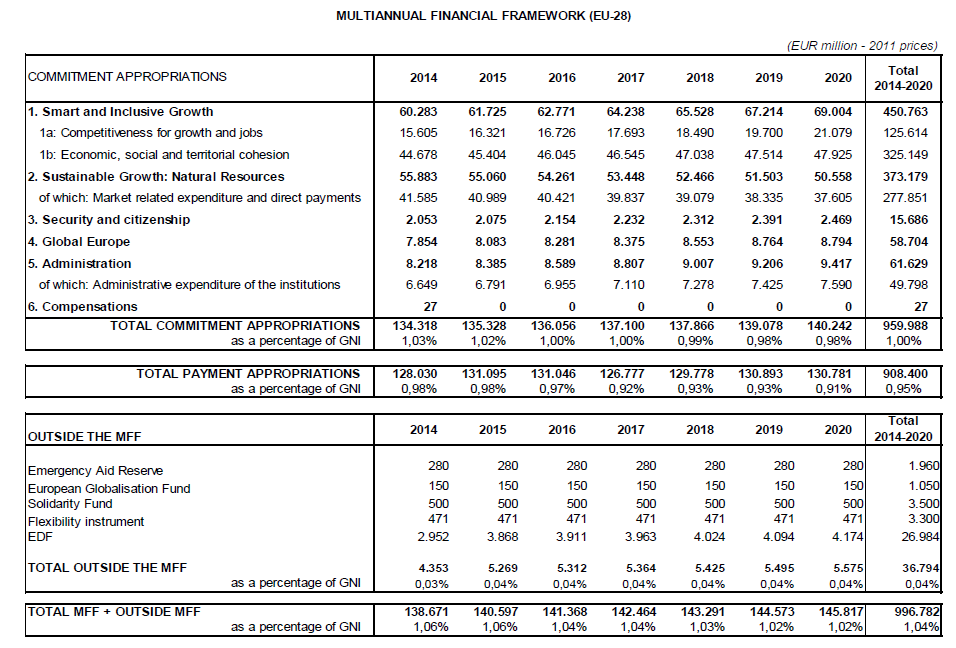 MULTIANNUAL FINANCIAL FRAMEWORK (EU-28)
(EUR million - 2011 prices)
COMMITMENT APPROPRIATIONS 2014 2015 2016 2017 2018 2019 2020 Total 2014-2020
1. Smart and Inclusive Growth 60.283 61.725 62.771 64.238 65.528 67.214 69.004 450.763
1a: Competitiveness for growth and jobs 15.605 16.321 16.726 17.693 18.490 19.700 21.079 125.614
1b: Economic, social and territorial cohesion 44.678 45.404 46.045 46.545 47.038 47.514 47.925 325.149
2. Sustainable Growth: Natural Resources 55.883 55.060 54.261 53.448 52.466 51.503 50.558 373.179
of which: Market related expenditure and direct payments 41.585 40.989 40.421 39.837 39.079 38.335 37.605 277.851
3. Security and citizenship 2.053 2.075 2.154 2.232 2.312 2.391 2.469 15.686
4. Global Europe 7.854 8.083 8.281 8.375 8.553 8.764 8.794 58.704
5. Administration 8.218 8.385 8.589 8.807 9.007 9.206 9.417 61.629
of which: Administrative expenditure of the institutions 6.649 6.791 6.955 7.110 7.278 7.425 7.590 49.798
6. Compensations 27 0 0 0 0 0 0 27
TOTAL COMMITMENT APPROPRIATIONS 134.318 135.328 136.056 137.100 137.866 139.078 140.242 959.988
as a percentage of GNI 1,03% 1,02% 1,00% 1,00% 0,99% 0,98% 0,98% 1,00%
TOTAL PAYMENT APPROPRIATIONS 128.030 131.095 131.046 126.777 129.778 130.893 130.781 908.400
as a percentage of GNI 0,98% 0,98% 0,97% 0,92% 0,93% 0,93% 0,91% 0,95%
OUTSIDE THE MFF 2014 2015 2016 2017 2018 2019 2020 Total 2014-2020
Emergency Aid Reserve 280 280 280 280 280 280 280 1.960
European Globalisation Fund 150 150 150 150 150 150 150 1.050
Solidarity Fund 500 500 500 500 500 500 500 3.500
Flexibility instrument 471 471 471 471 471 471 471 3.300
EDF 2.952 3.868 3.911 3.963 4.024 4.094 4.174 26.984
TOTAL OUTSIDE THE MFF 4.353 5.269 5.312 5.364 5.425 5.495 5.575 36.794
as a percentage of GNI 0,03% 0,04% 0,04% 0,04% 0,04% 0,04% 0,04% 0,04%
TOTAL MFF + OUTSIDE MFF 138.671 140.597 141.368 142.464 143.291 144.573 145.817 996.782
as a percentage of GNI 1,06% 1,06% 1,04% 1,04% 1,03% 1,02% 1,02% 1,04%